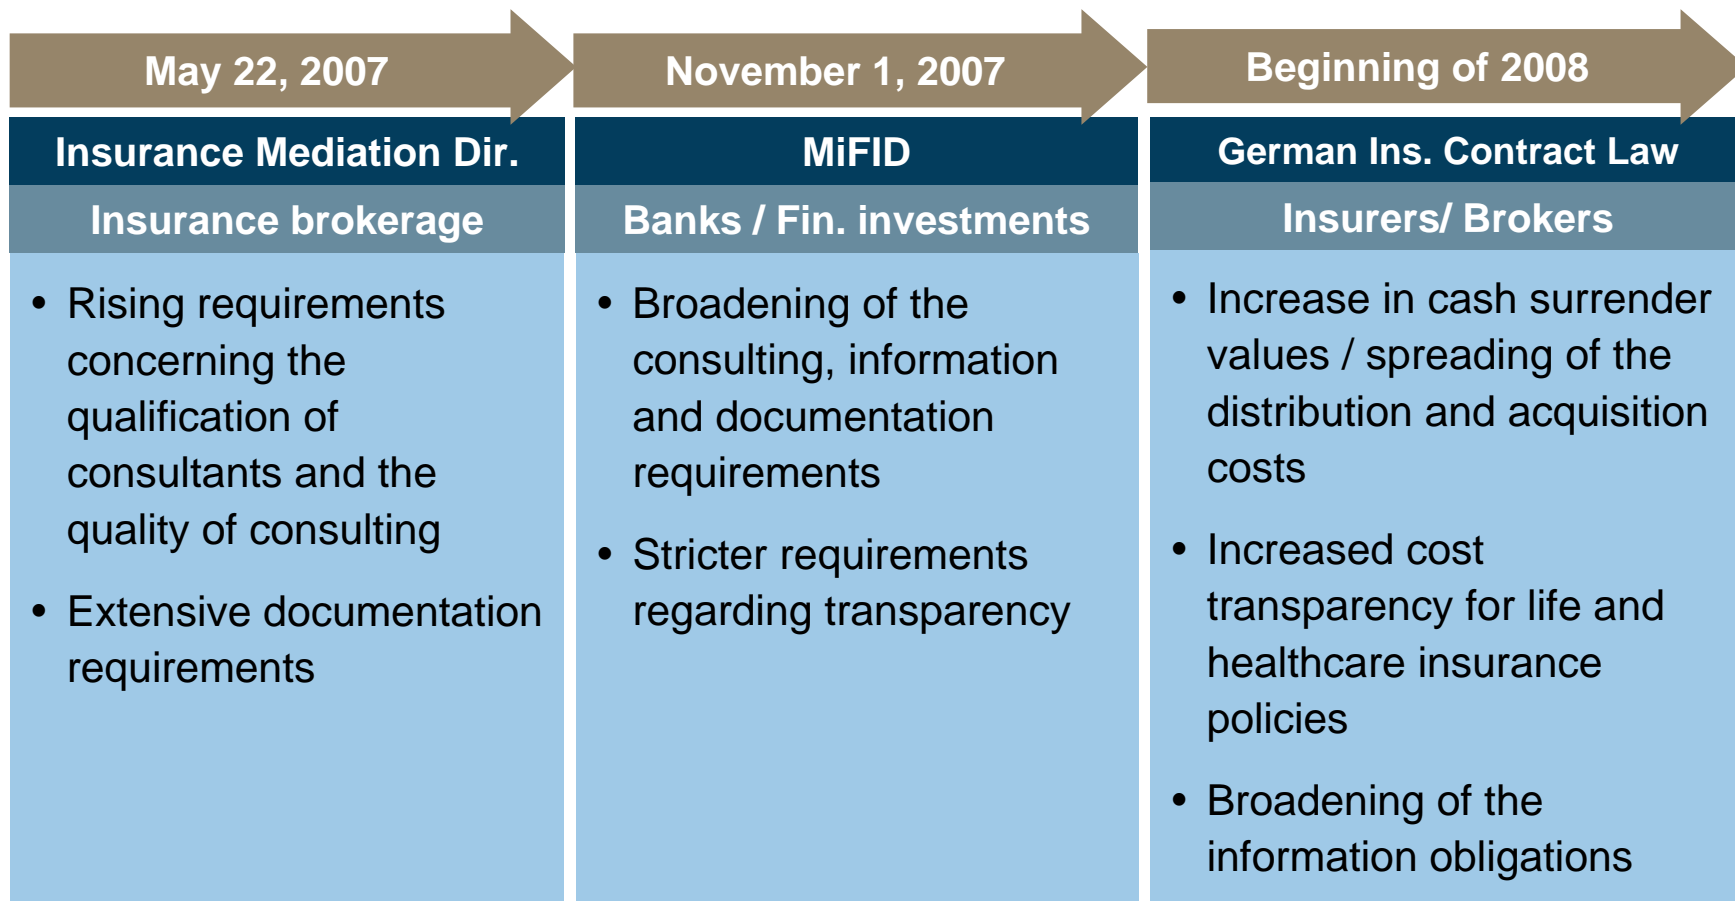 May 22, 2007
Insurance Mediation Dir.
Insurance brokerage
• Rising requirements
concerning the
qualification of
consultants and the
quality of consulting
• Extensive documentation
requirements
November 1, 2007
MiFID
Banks / Fin. investments
• Broadening of the
consulting, information
and documentation
requirements
• Stricter requirements
regarding transparency
Beginning of 2008
German Ins. Contract Law
Insurers/ Brokers
• Increase in cash surrender
values / spreading of the
distribution and acquisition
costs
• Increased cost
transparency for life and
healthcare insurance
policies
• Broadening of the
information obligations